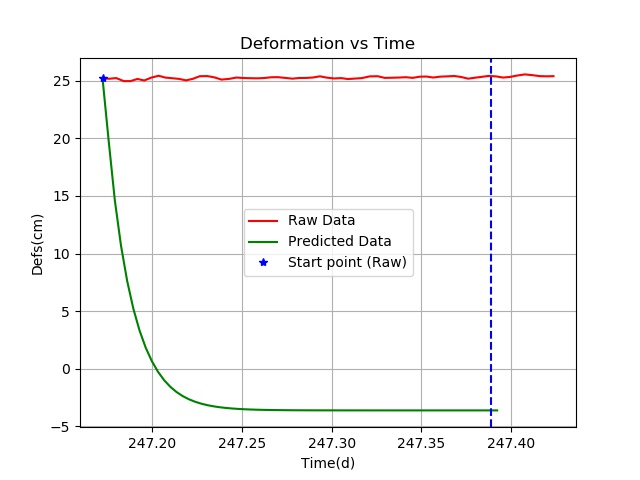 Deformation vs Time
25
20
15
10
5
0
−5
Defs(cm)
Raw Data
Predicted Data
Start point (Raw)
247.20 247.25 247.30 247.35 247.40
Time(d)